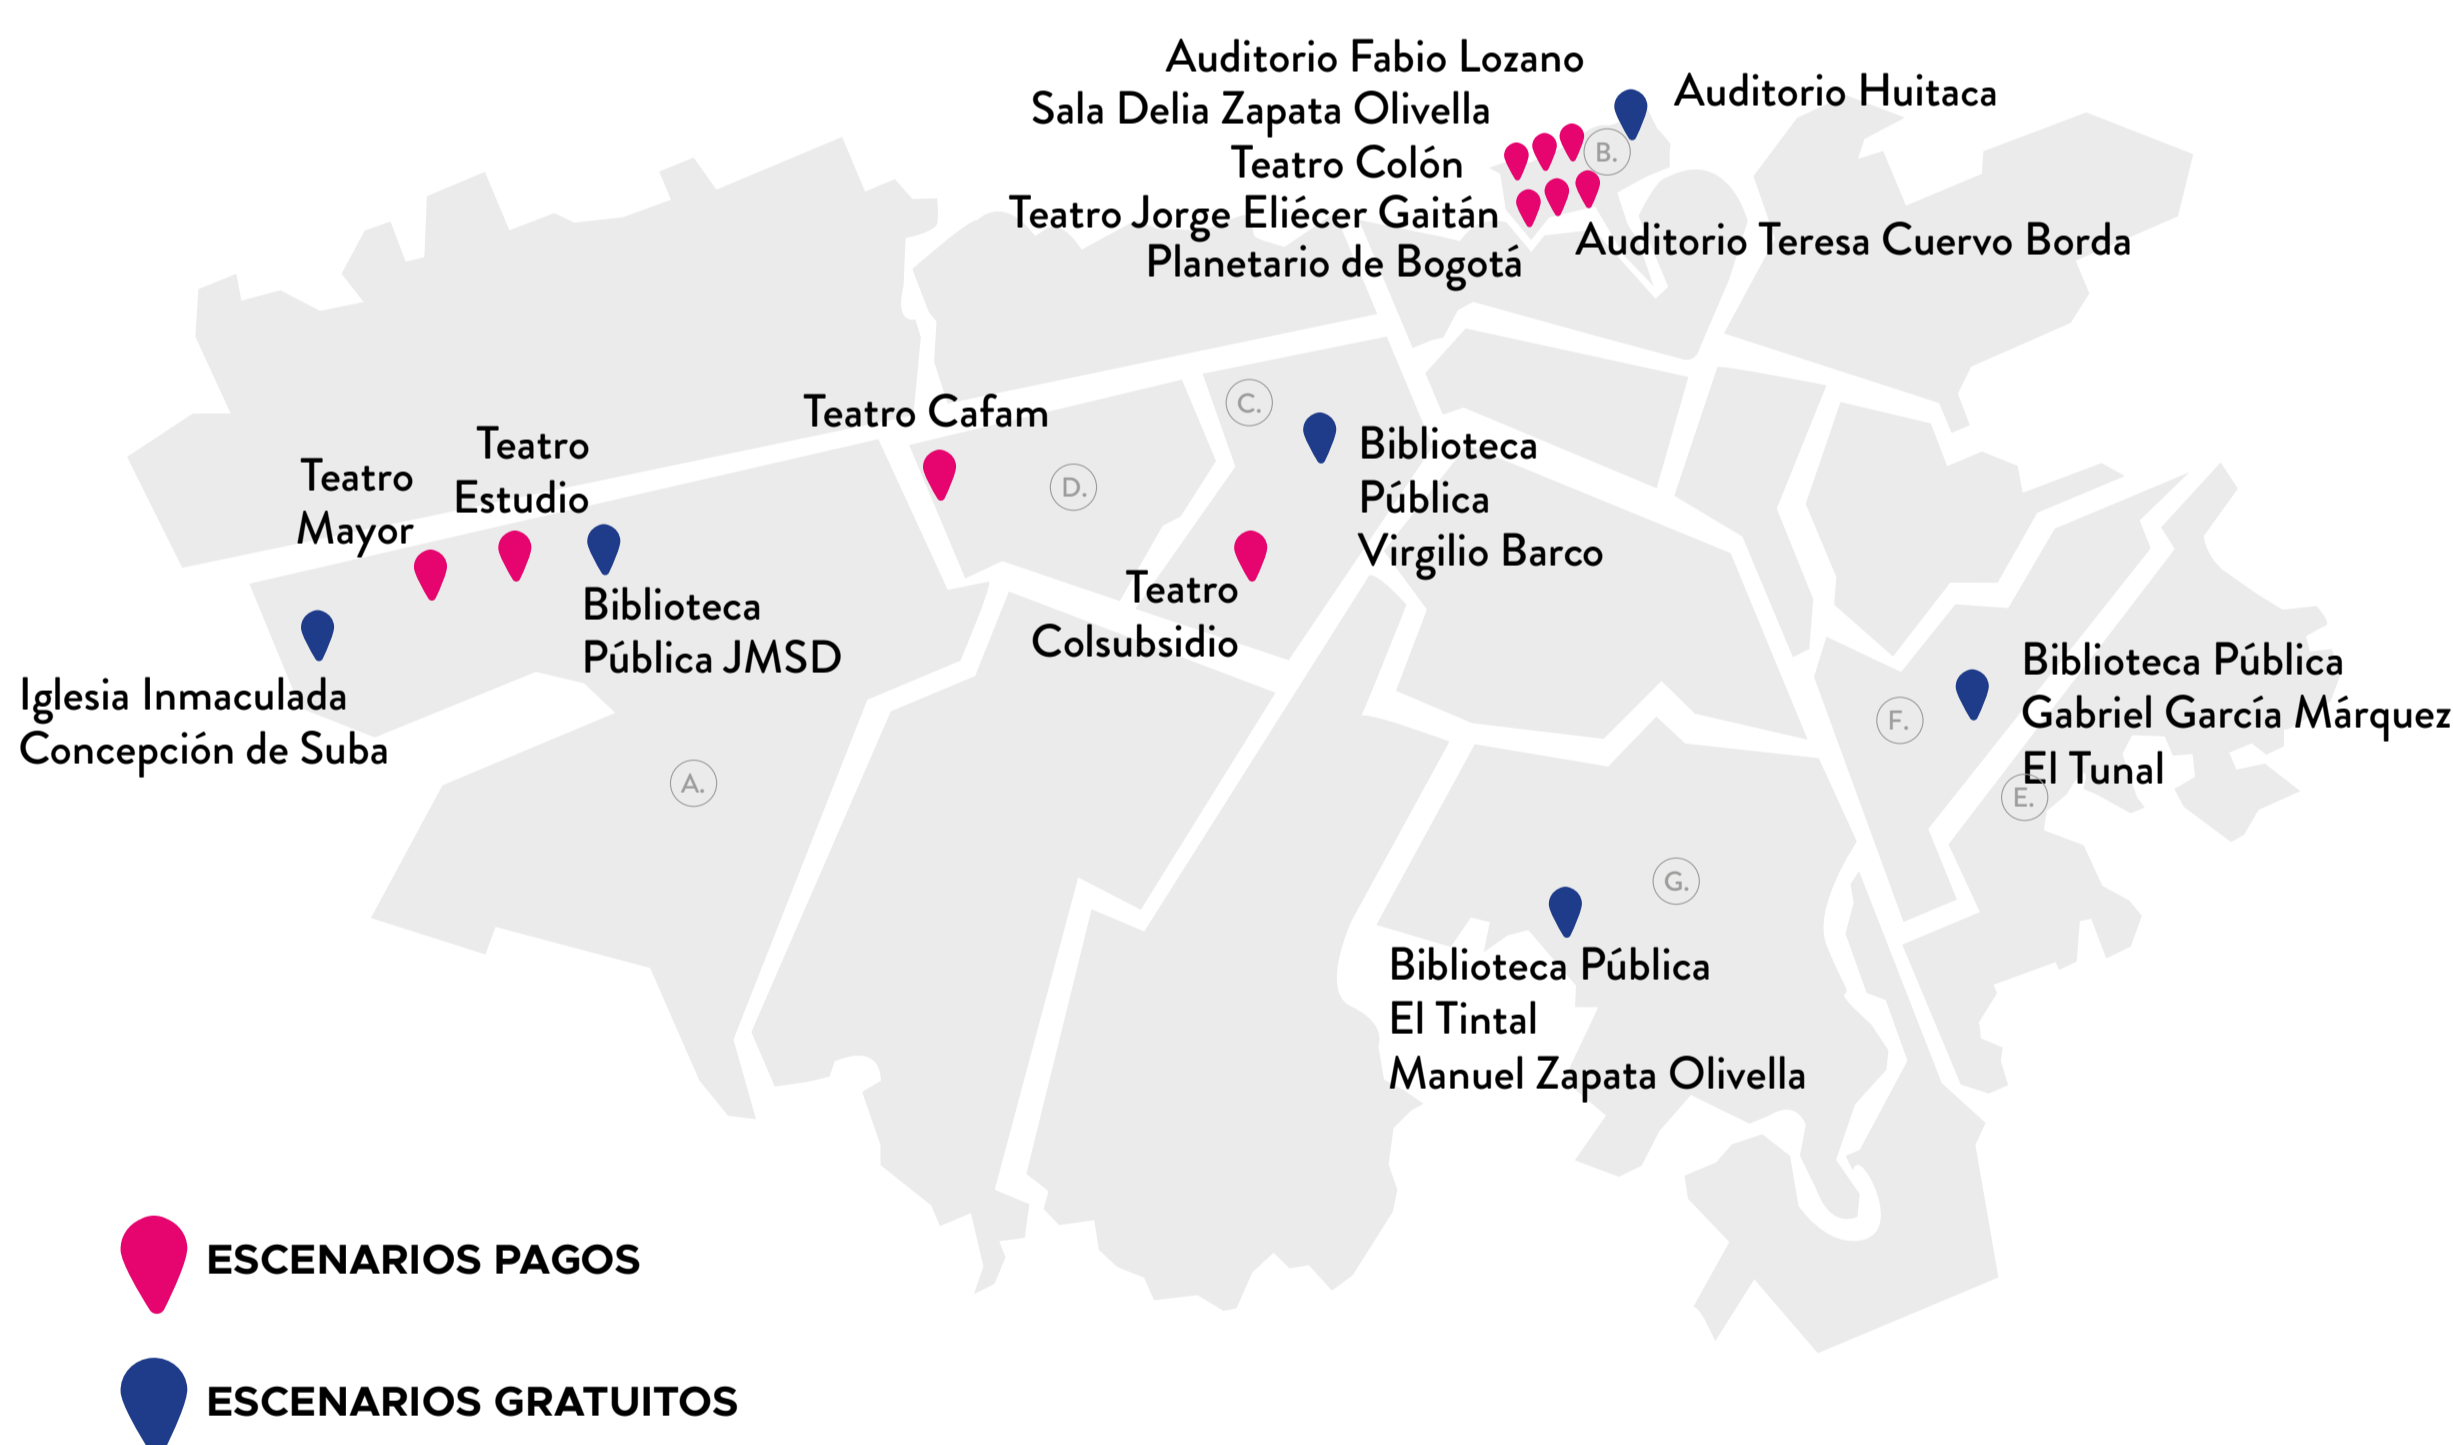 Auditorio Fabio Lozano
Sala Delia Zapata Olivella
Teatro Colón
Teatro Jorge Eliécer Gaitán
Planetario de Bogotá
Auditorio Huitaca
B.
Auditorio Teresa Cuervo Borda
Teatro Cafam
C.
D.
Biblioteca
Pública
Virgilio Barco
Teatro
Mayor
Teatro
Estudio
Biblioteca
Pública JMSD
Teatro
Colsubsidio
Iglesia Inmaculada
Concepción de Suba
A.
F.
Biblioteca Pública
Gabriel García Márquez
El Tunal
E.
G.
Biblioteca Pública
El Tintal
Manuel Zapata Olivella
ESCENARIOS PAGOS
ESCENARIOS GRATUITOS